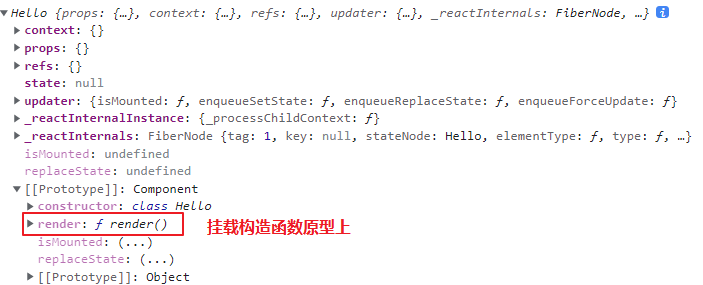 ▼Hello {props: {…}, context: {…}, refs: {…}, updater: {…}, _reactInternals: FiberNode, …} i
▶context: {}
▶props: {}
▶refs: {}
state: null
▶updater: {isMounted: ƒ, enqueueSetState: ƒ, enqueueReplaceState: ƒ, enqueueForceUpdate: ƒ}
▶_reactInternalInstance: {_processChildContext: ƒ}
▶_reactInternals: FiberNode {tag: 1, key: null, stateNode: Hello, elementType: ƒ, type: ƒ, …}
isMounted: undefined
replaceState: undefined
▼[[Prototype]]: Component
▶constructor: class Hello
▶render: ƒ render() 挂载构造函数原型上
isMounted: (...)
replaceState: (...)
▶[[Prototype]]: Object